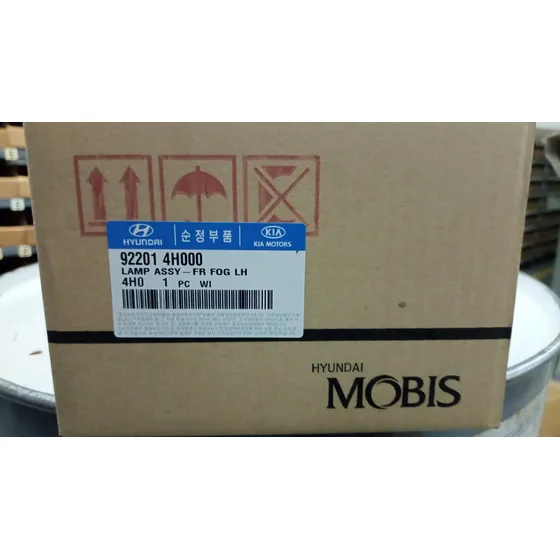 HYUNDAI 순정부품 KIA
KIA MOTORS
92201 4H000
LAMP ASSY-FR FOG LH
4H0 1 PC WI
HYUNDAI
MOBIS